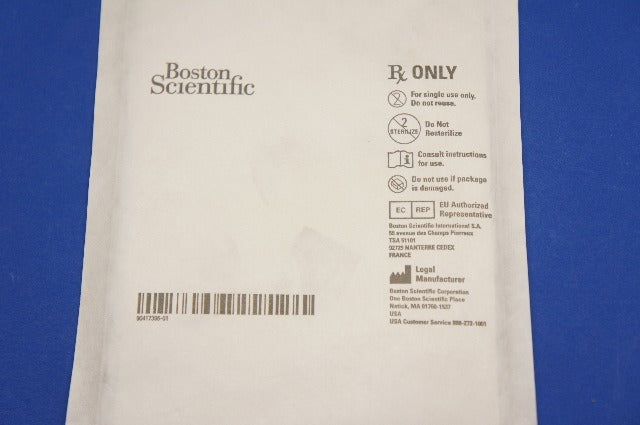 Boston
Scientific
Rx ONLY
For single use only.
Do not reuse.
2
STERILIZE
Do Not
Resterilize
Consult instructions
for use.
Do not use if package
is damaged.
EC REP
EU Authorized
Representative
Boston Scientific International S.A.
55 avenue des Champs Pierreux
TSA 51101
92729 NANTERRE CEDEX
FRANCE
Legal
Manufacturer
Boston Scientific Corporation
One Boston Scientific Place
Natick, MA 01760-1537
USA
USA Customer Service 888-272-1001
90417396-01